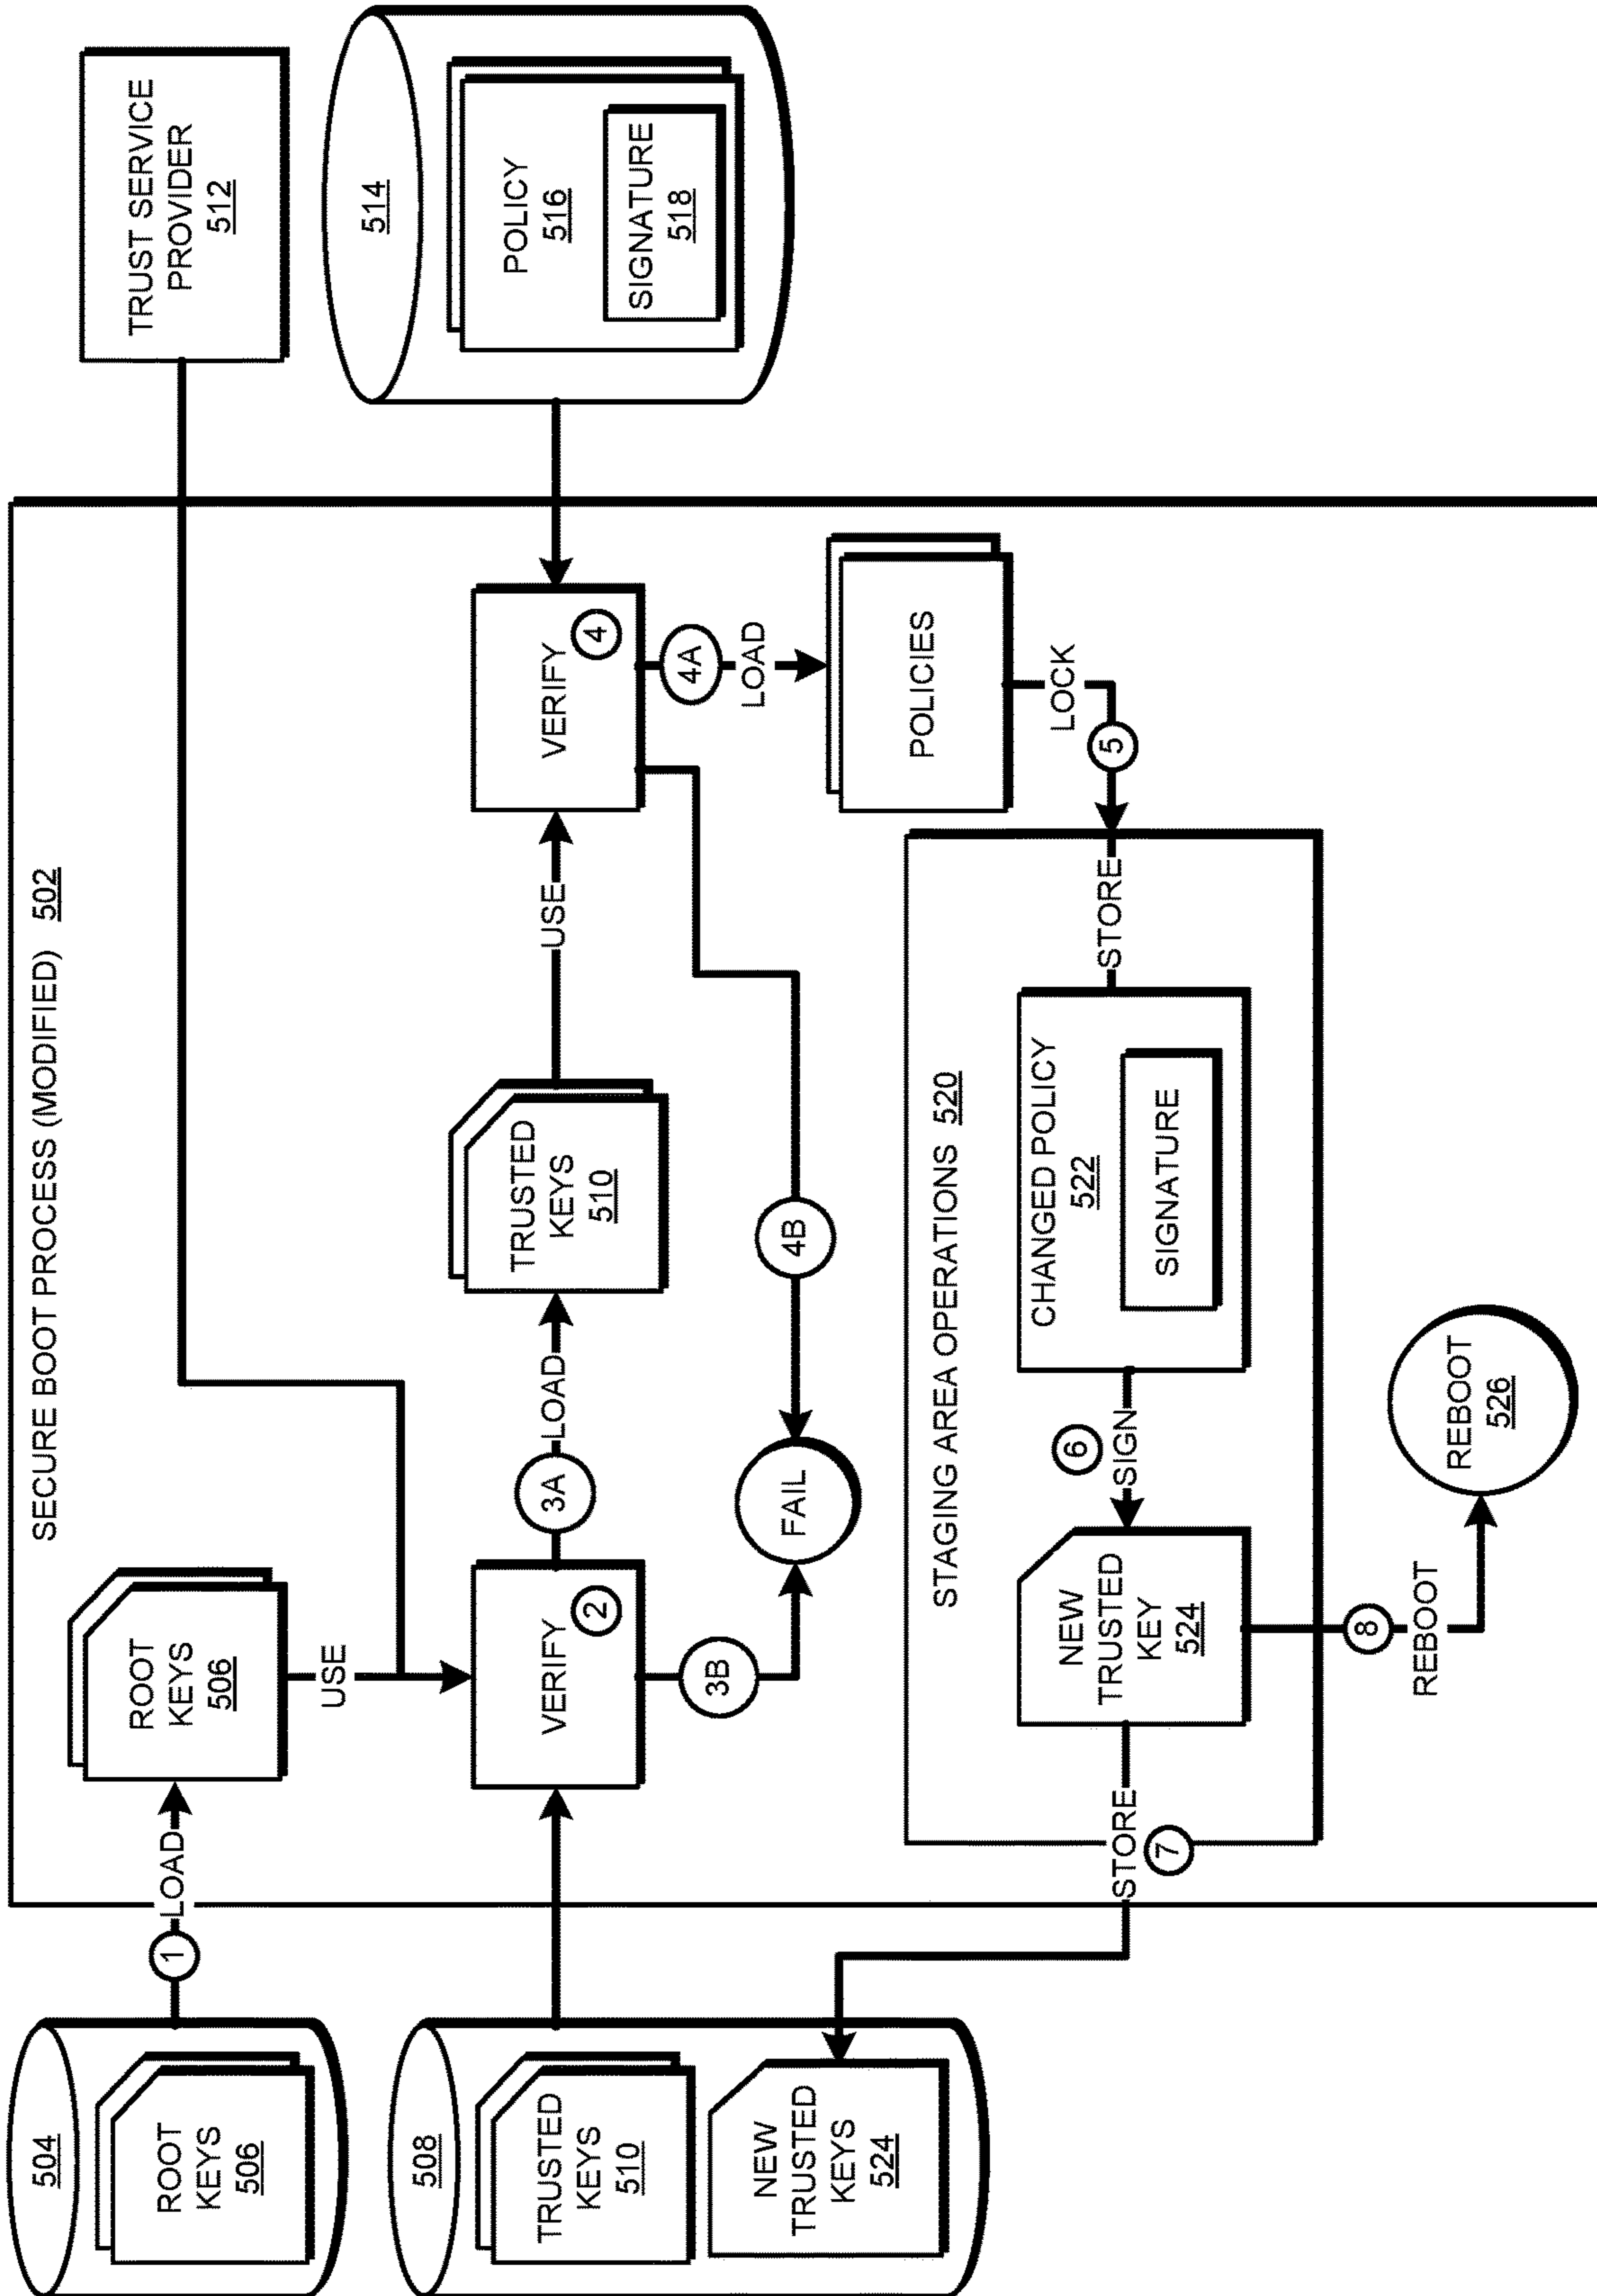 SECURE BOOT PROCESS (MODIFIED) 502
504
ROOT
KEYS
506
1
LOAD
ROOT
KEYS
506
USE
TRUST SERVICE
PROVIDER
512
508
TRUSTED
KEYS
510
NEW
TRUSTED
KEYS
524
VERIFY
2
3A
LOAD
3B
FAIL
TRUSTED
KEYS
510
USE
VERIFY
4
4A
LOAD
4B
514
POLICY
516
SIGNATURE
518
POLICIES
LOCK
5
STAGING AREA OPERATIONS 520
STORE
CHANGED POLICY
522
SIGNATURE
6
SIGN
NEW
TRUSTED
KEY
524
STORE
7
8
REBOOT
REBOOT
526